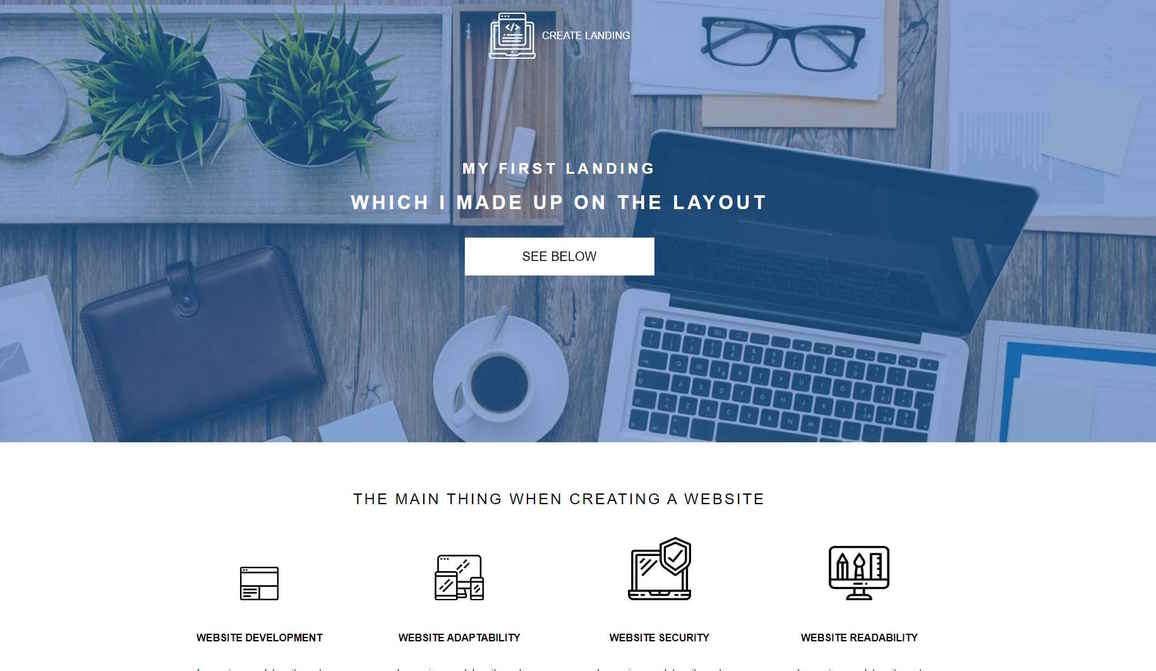 CREATE LANDING
MY FIRST LANDING
WHICH I MADE UP ON THE LAYOUT
SEE BELOW
THE MAIN THING WHEN CREATING A WEBSITE
WEBSITE DEVELOPMENT
WEBSITE ADAPTABILITY
WEBSITE SECURITY
WEBSITE READABILITY